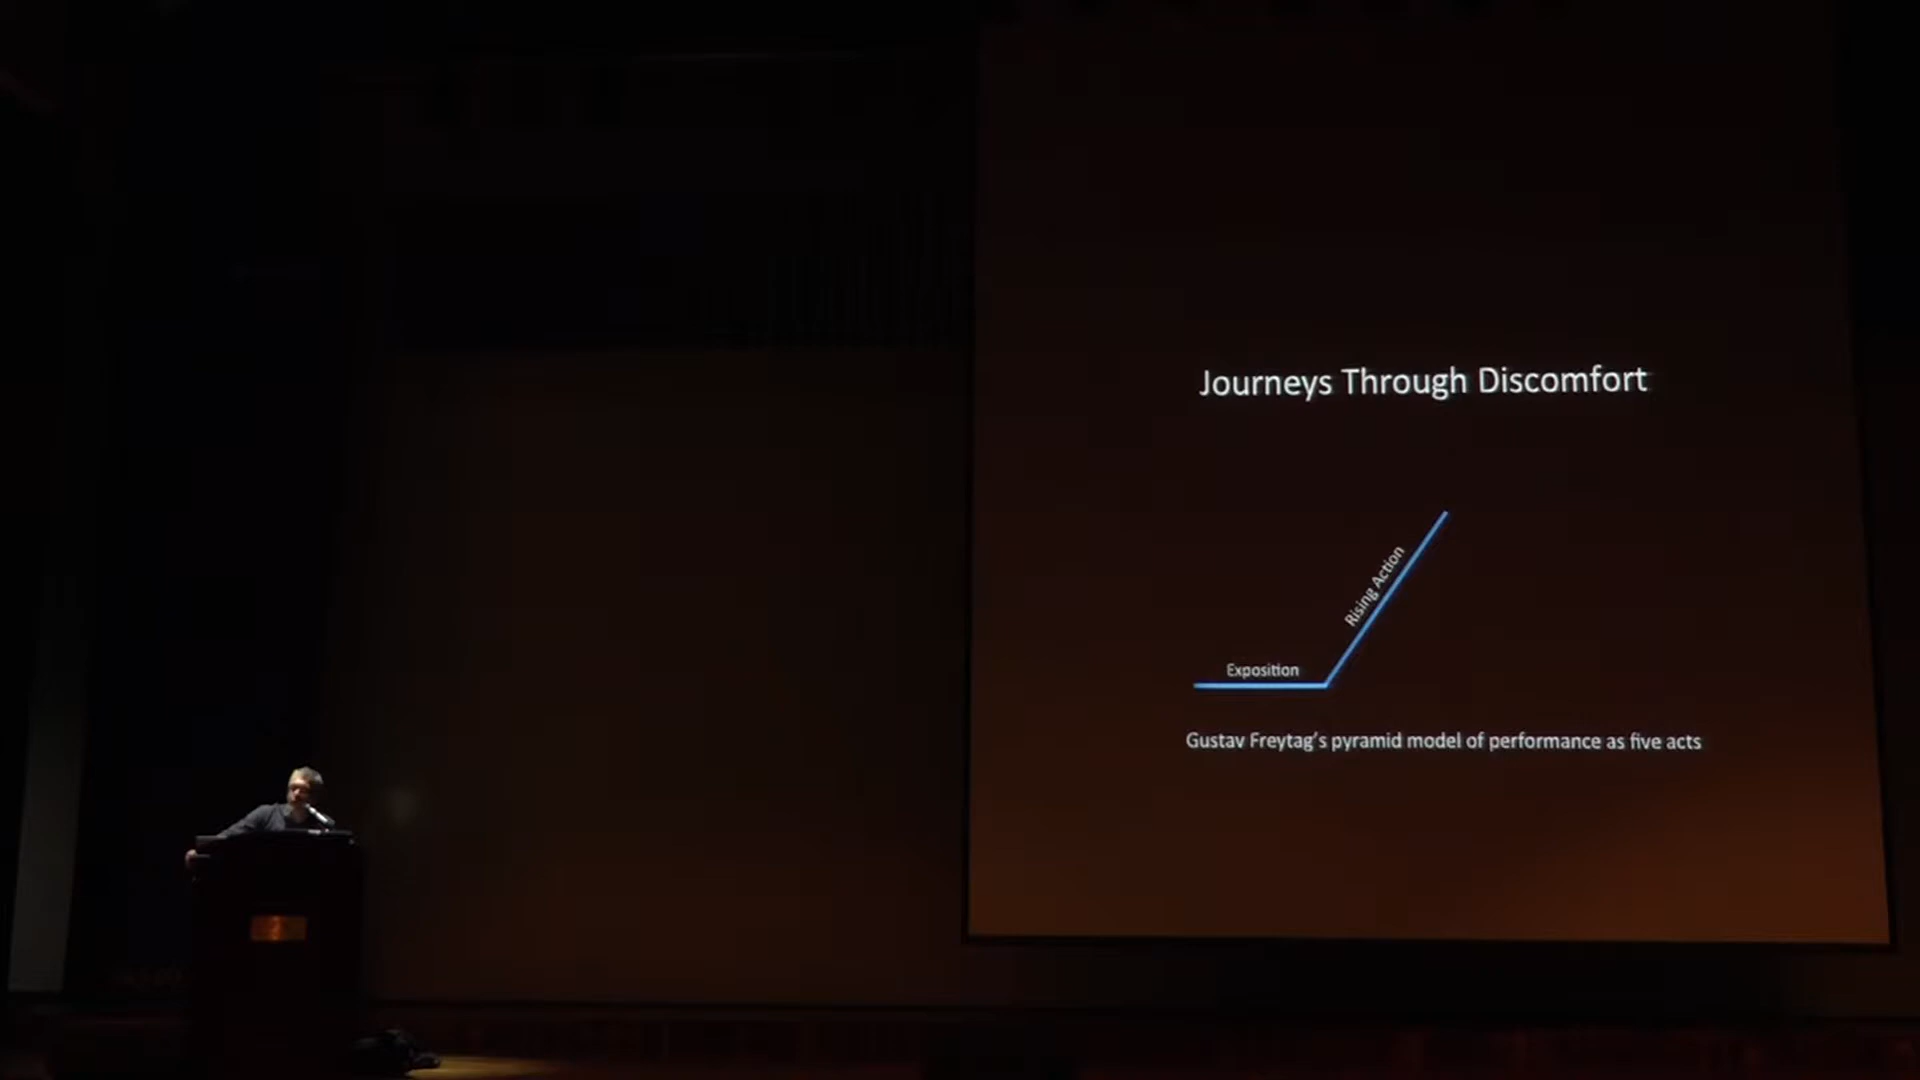 Journeys Through Discomfort
Rising Action
Exposition
Gustav Freytag's pyramid model of performance as five acts